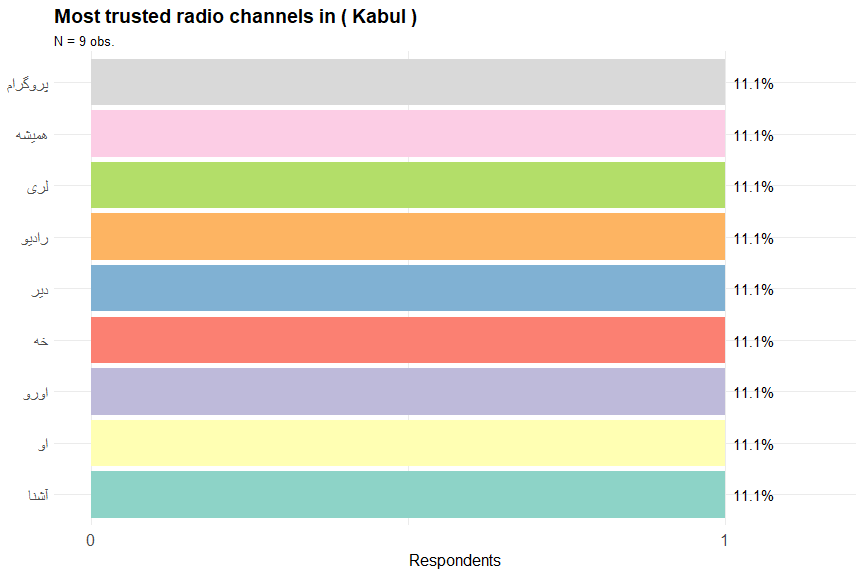 Most trusted radio channels in ( Kabul )
N = 9 obs.
پروگرام 11.1%
همیشه 11.1%
لری 11.1%
رادیو 11.1%
دیر 11.1%
خه 11.1%
اورو 11.1%
او 11.1%
آشنا 11.1%
0 1
Respondents